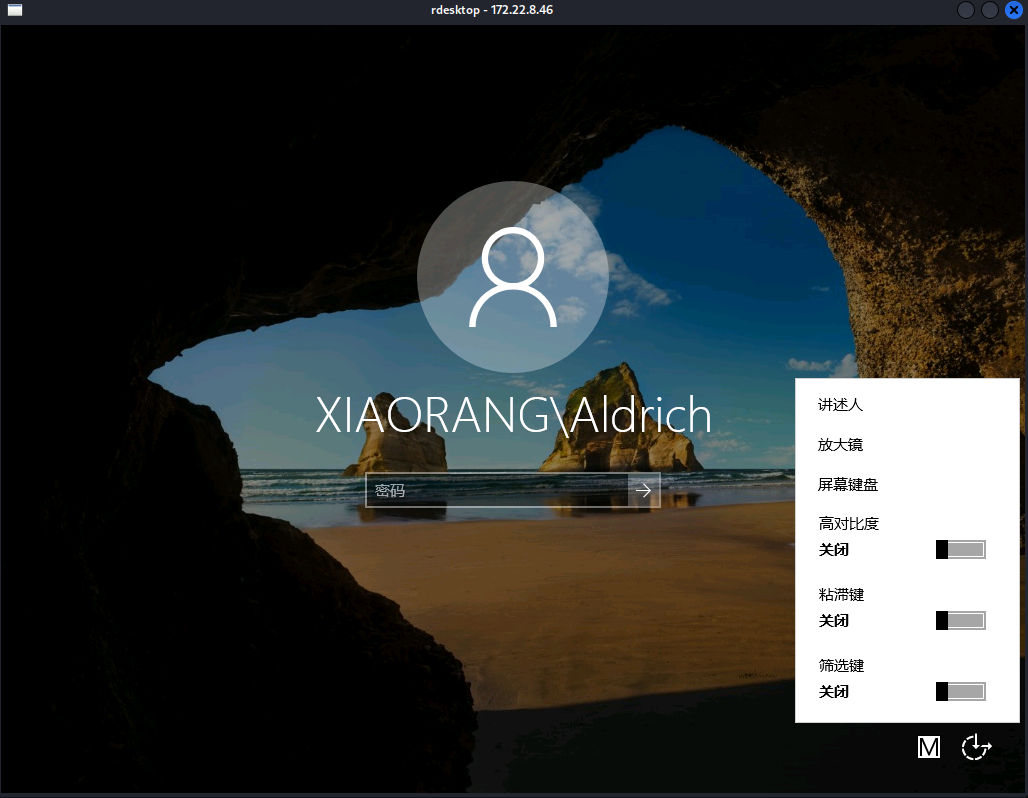 rdesktop - 172.22.8.46
XIAORANG\Aldrich
密码
讲述人
放大镜
屏幕键盘
高对比度
关闭
粘滞键
关闭
筛选键
关闭
M